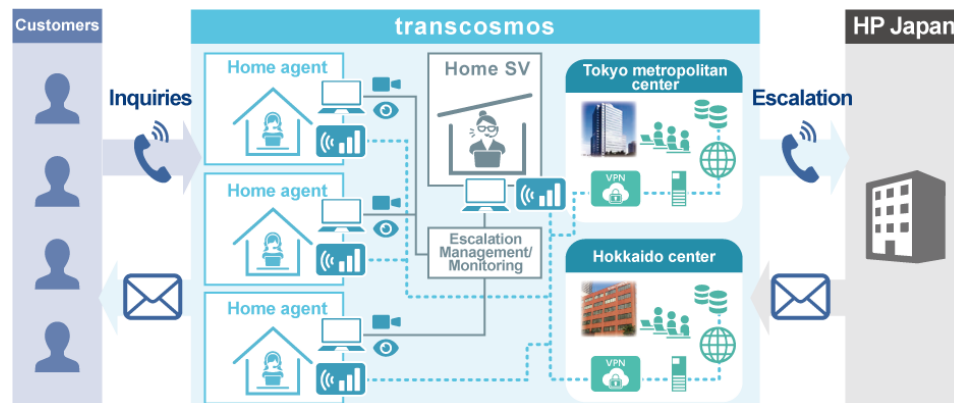 Customers
transcosmos
HP Japan
Inquiries
Home agent
Home agent
Home agent
Home SV
Escalation
Management/
Monitoring
Tokyo metropolitan
center
VPN
Hokkaido center
VPN
Escalation